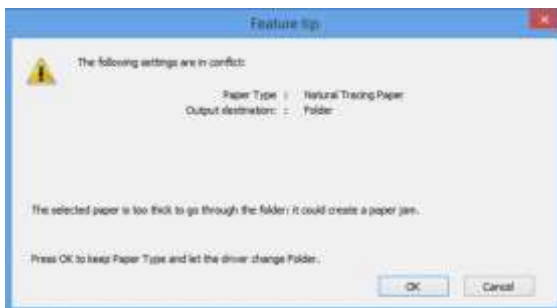 Feature tip
The following settings are in conflict:
Paper Type : Natural Tracing Paper
Output destination: : Folder
The selected paper is too thick to go through the folder: it could create a paper jam.
Press OK to keep Paper Type and let the driver change Folder.
OK Cancel